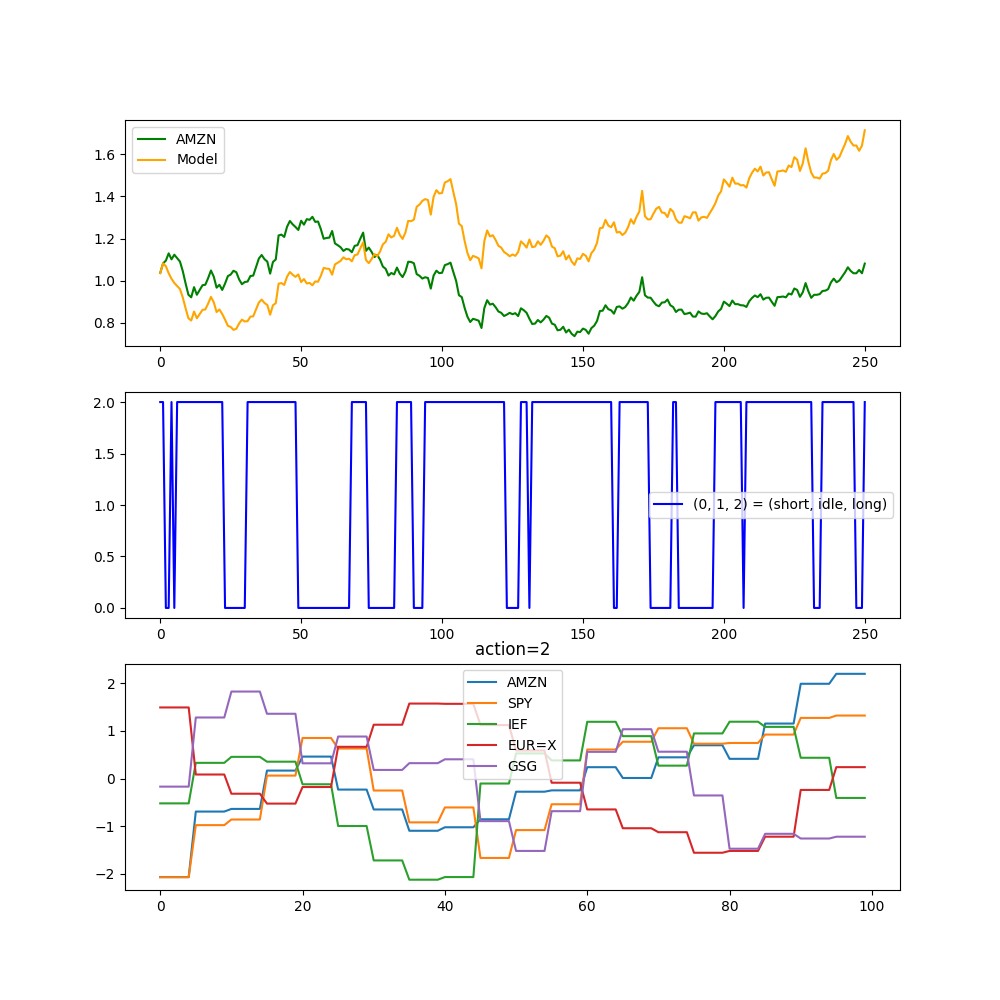 AMZN
Model
1.6
1.4
1.2
1.0
0.8
0 50 100 150 200 250
2.0
1.5
1.0
0.5
0.0
(0, 1, 2) = (short, idle, long)
0 50 100 150 200 250
action=2
AMZN
SPY
IEF
EUR=X
GSG
2
1
0
−1
−2
0 20 40 60 80 100